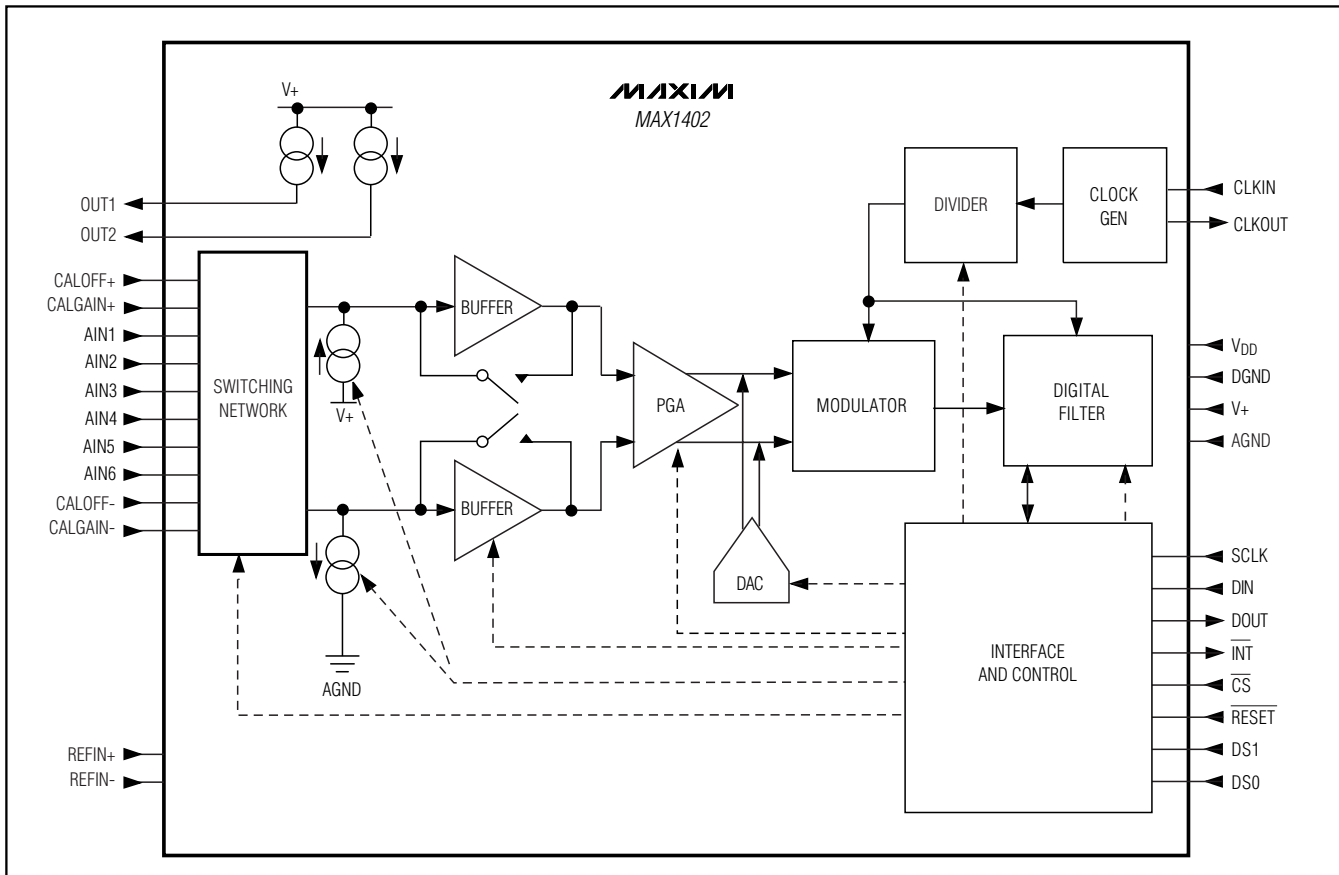 MAXIM
MAX1402
V+
OUT1
OUT2
CALOFF+
CALGAIN+
AIN1
AIN2
AIN3
AIN4
AIN5
AIN6
CALOFF-
CALGAIN-
REFIN+
REFIN-
SWITCHING
NETWORK
V+
AGND
BUFFER
BUFFER
PGA
DAC
MODULATOR
DIVIDER
CLOCK
GEN
DIGITAL
FILTER
INTERFACE
AND CONTROL
CLKIN
CLKOUT
VDD
DGND
V+
AGND
SCLK
DIN
DOUT
INT
CS
RESET
DS1
DS0